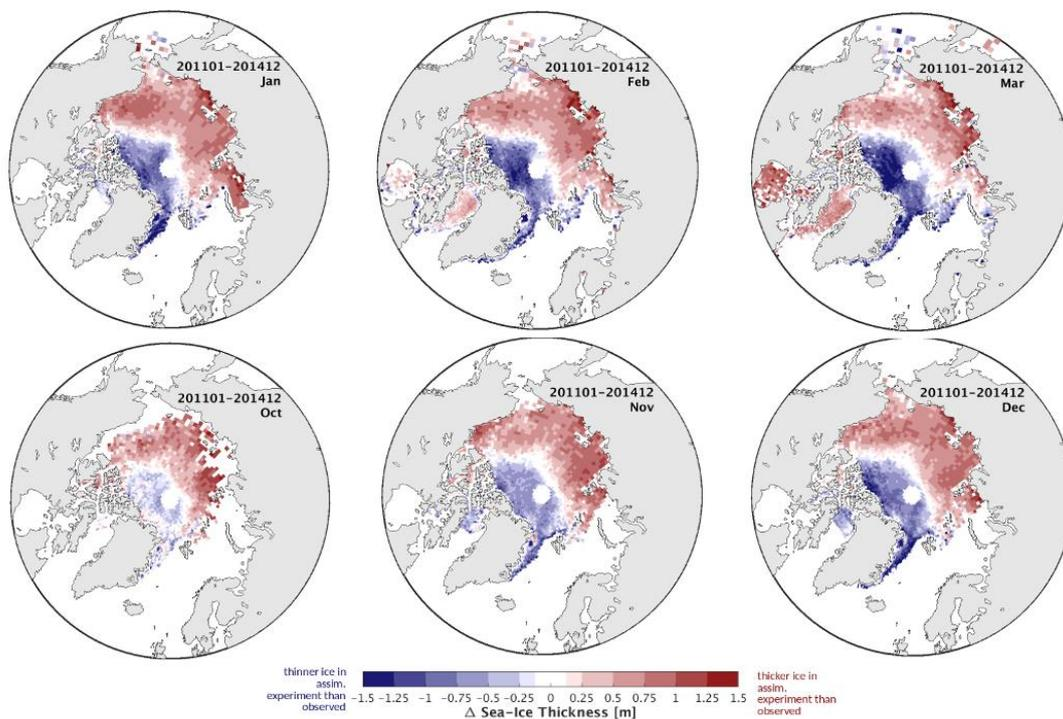 201101-201412
Jan
201101-201412
Feb
201101-201412
Mar
201101-201412
Oct
201101-201412
Nov
201101-201412
Dec
thinner ice in
assim.
experiment than
observed
-1.5 -1.25 -1 -0.75 -0.5 -0.25 0 0.25 0.5 0.75 1 1.25 1.5
Δ Sea-Ice Thickness [m]
thicker ice in
assim.
experiment than
observed